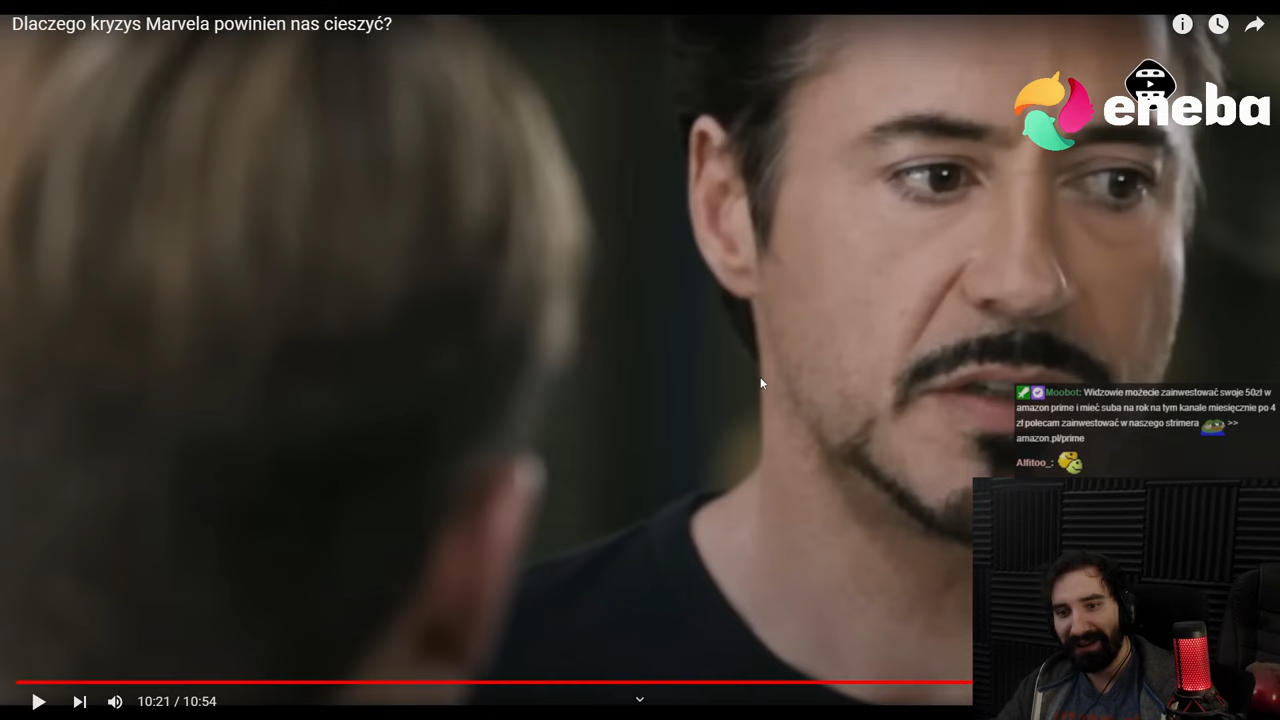 Dlaczego kryzys Marvela powinien nas cieszyć?
eneba
Moobot: Widzowie możecie zainwestować swoje 50zł w
amazon prime i mieć suba na rok na tym kanale miesięcznie po 4
zł polecam zainwestować w naszego strimera >>
amazon.pl/prime
Alfitoo_:
10:21 / 10:54